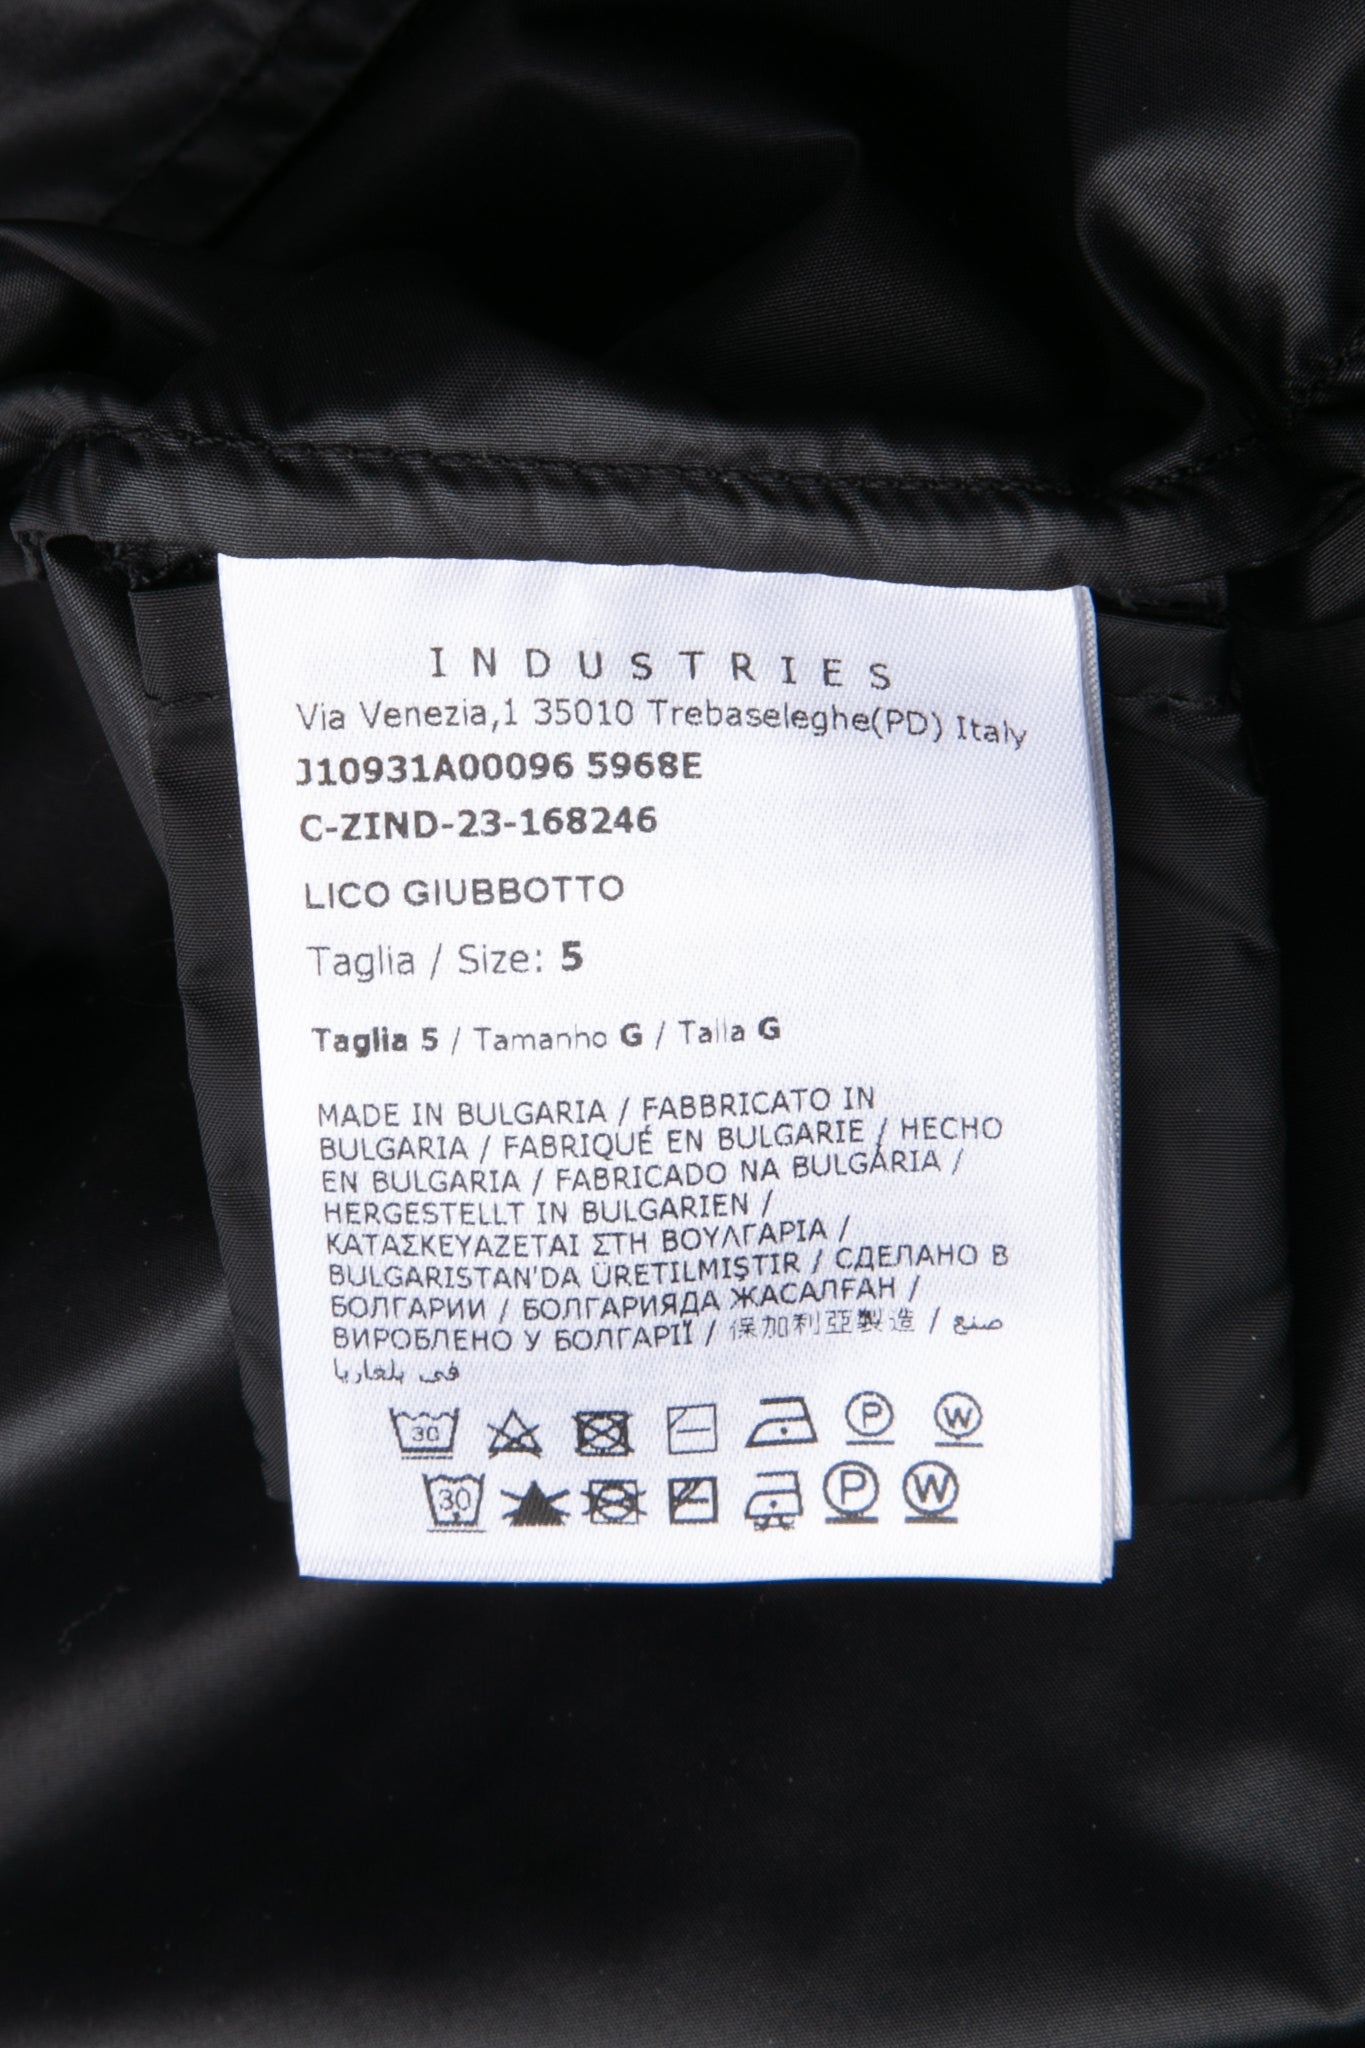 INDUSTRIES
Via Venezia,1 35010 Trebaseleghe(PD) Italy
J10931A00096 5968E
C-ZIND-23-168246
LICO GIUBBOTTO
Taglia / Size: 5
Taglia 5 / Tamanho G / Talla G
MADE IN BULGARIA / FABBRICATO IN
BULGARIA / FABRIQUÉ EN BULGARIE / HECHO
EN BULGARIA / FABRICADO NA BULGÁRIA /
HERGESTELLT IN BULGARIEN /
ΚΑΤΑΣΚΕΥΑΖΕΤΑΙ ΣΤΗ ΒΟΥΛΓΑΡΙΑ /
BULGARISTAN'DA ÜRETILMIŞTIR / СДЕЛАНО В
БОЛГАРИИ / БОЛГАРИЯДА ЖАСАЛҒАН /
ВИРОБЛЕНО У БОЛГАРІЇ / 保加利亞製造 / صنع
في بلغاريا
30 P W
30 P W